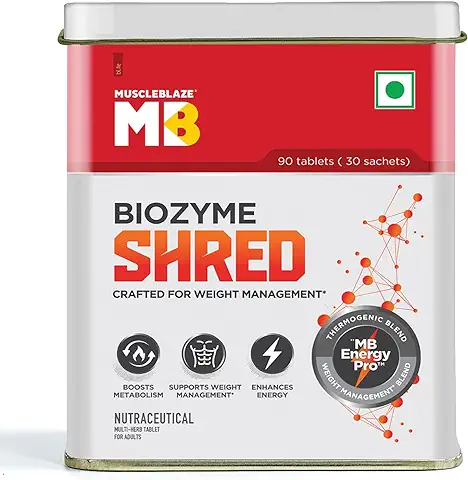 MUSCLEBLAZE®
MB
90 tablets ( 30 sachets)
BIOZYME
SHRED
CRAFTED FOR WEIGHT MANAGEMENT*
THERMOGENIC BLEND
"MB
Energy
Pro™
WEIGHT MANAGEMENT* BLEND
BOOSTS
METABOLISM
SUPPORTS WEIGHT
MANAGEMENT*
ENHANCES
ENERGY
NUTRACEUTICAL
MULTI-HERB TABLET
FOR ADULTS